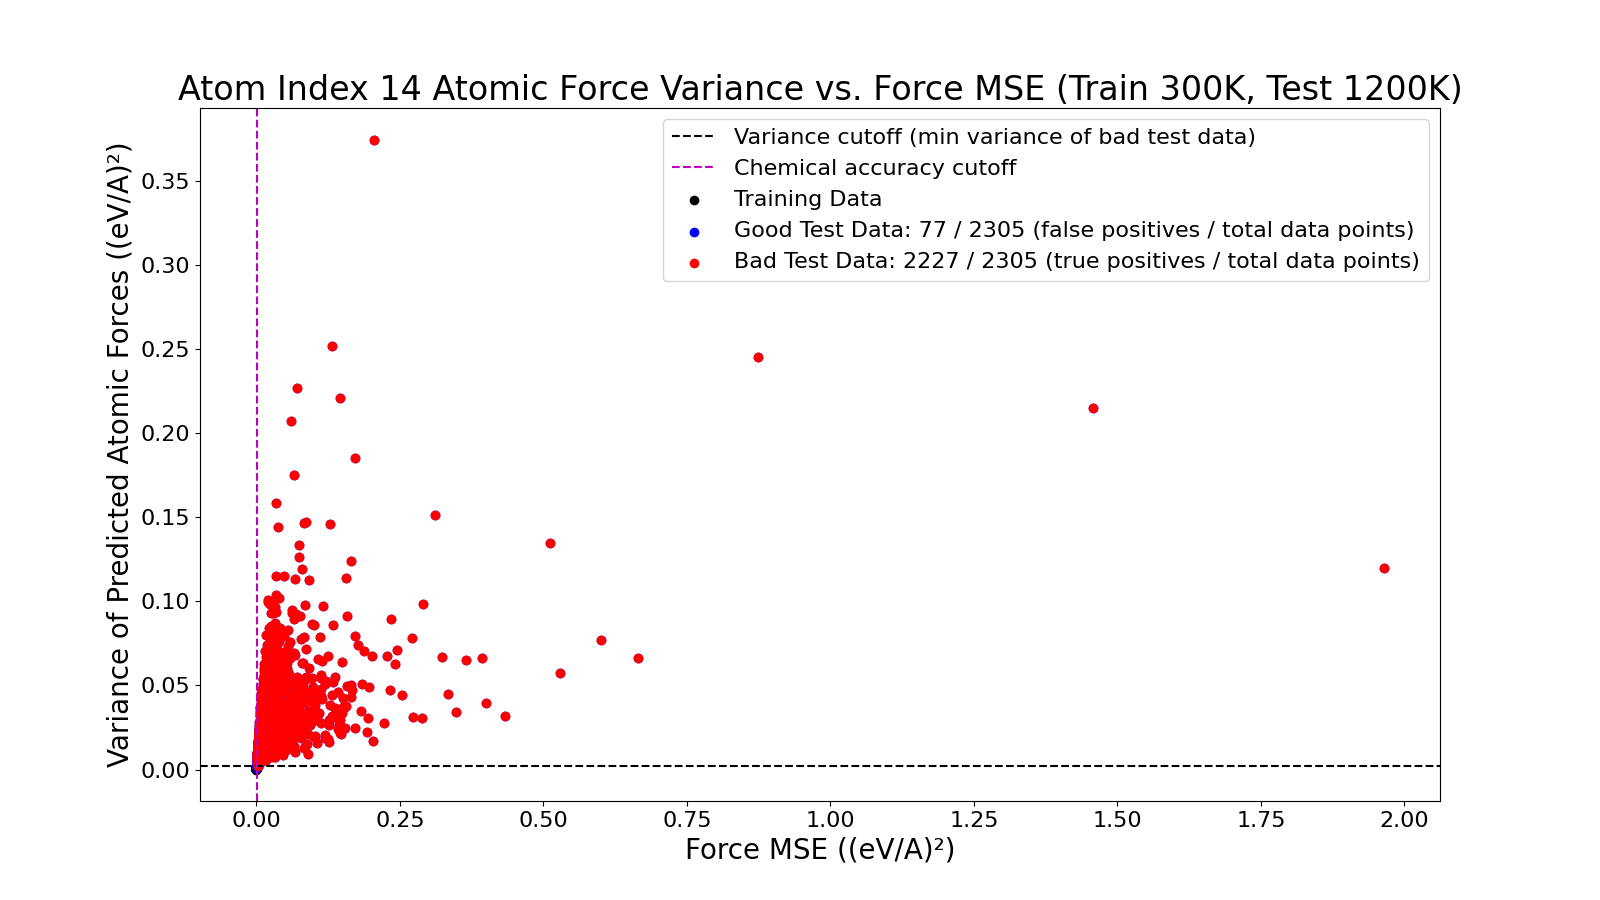 Atom Index 14 Atomic Force Variance vs. Force MSE (Train 300K, Test 1200K)
Variance cutoff (min variance of bad test data)
Chemical accuracy cutoff
Training Data
Good Test Data: 77 / 2305 (false positives / total data points)
Bad Test Data: 2227 / 2305 (true positives / total data points)
Variance of Predicted Atomic Forces ((eV/A)²)
0.35
0.30
0.25
0.20
0.15
0.10
0.05
0.00
0.00 0.25 0.50 0.75 1.00 1.25 1.50 1.75 2.00
Force MSE ((eV/A)²)